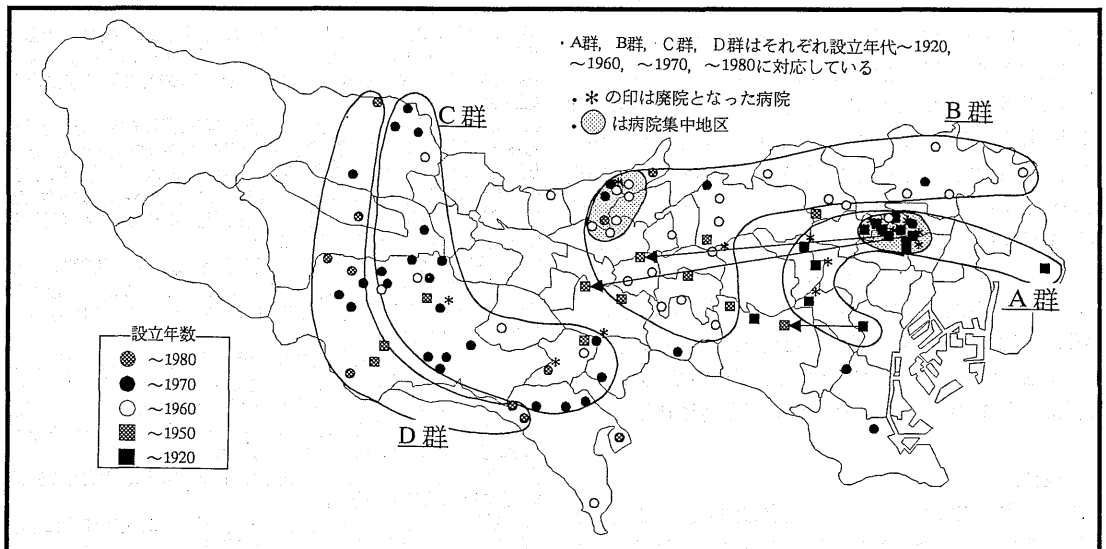 ・A群, B群, C群, D群はそれぞれ設立年代〜1920,
〜1960, 〜1970, 〜1980に対応している
・＊の印は廃院となった病院
・は病院集中地区
B群
C群
A群
D群
設立年数
〜1980
〜1970
〜1960
〜1950
〜1920